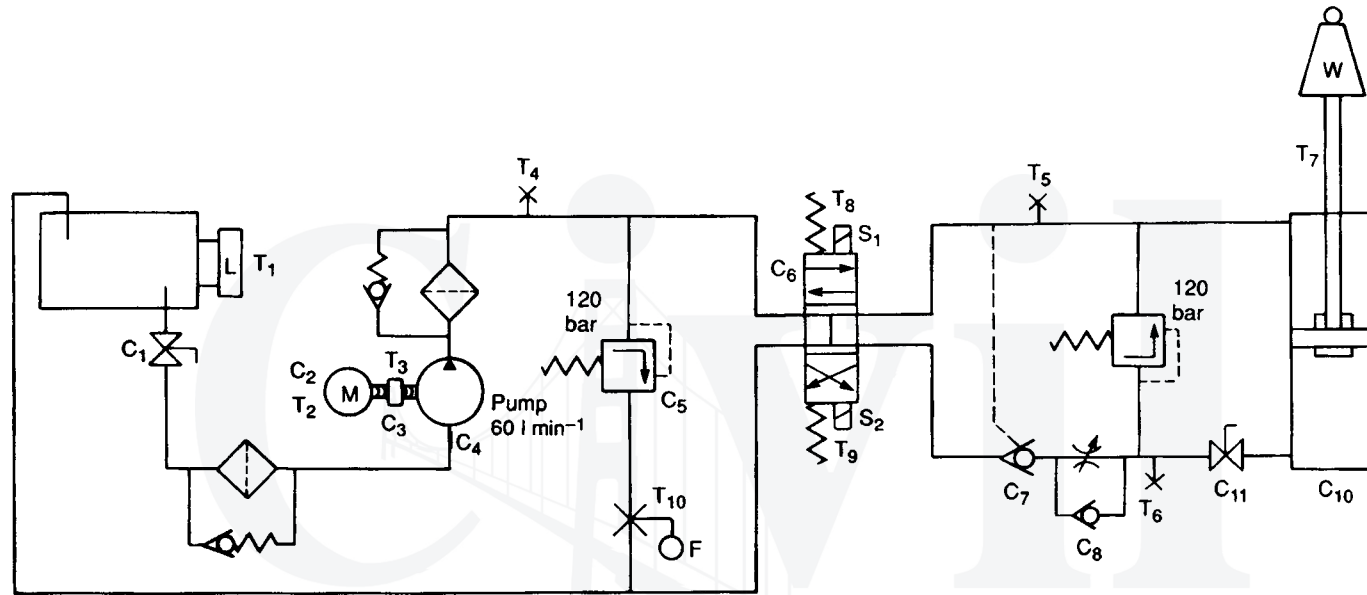 W
T₄
T₅
T₇
T₈
S₁
L
T₁
C₆
120
bar
120
bar
C₁
C₂
T₃
M
T₂
C₃
Pump
60 l min⁻¹
C₄
C₅
S₂
T₉
C₇
C₈
T₆
C₁₁
C₁₀
T₁₀
F
Civil